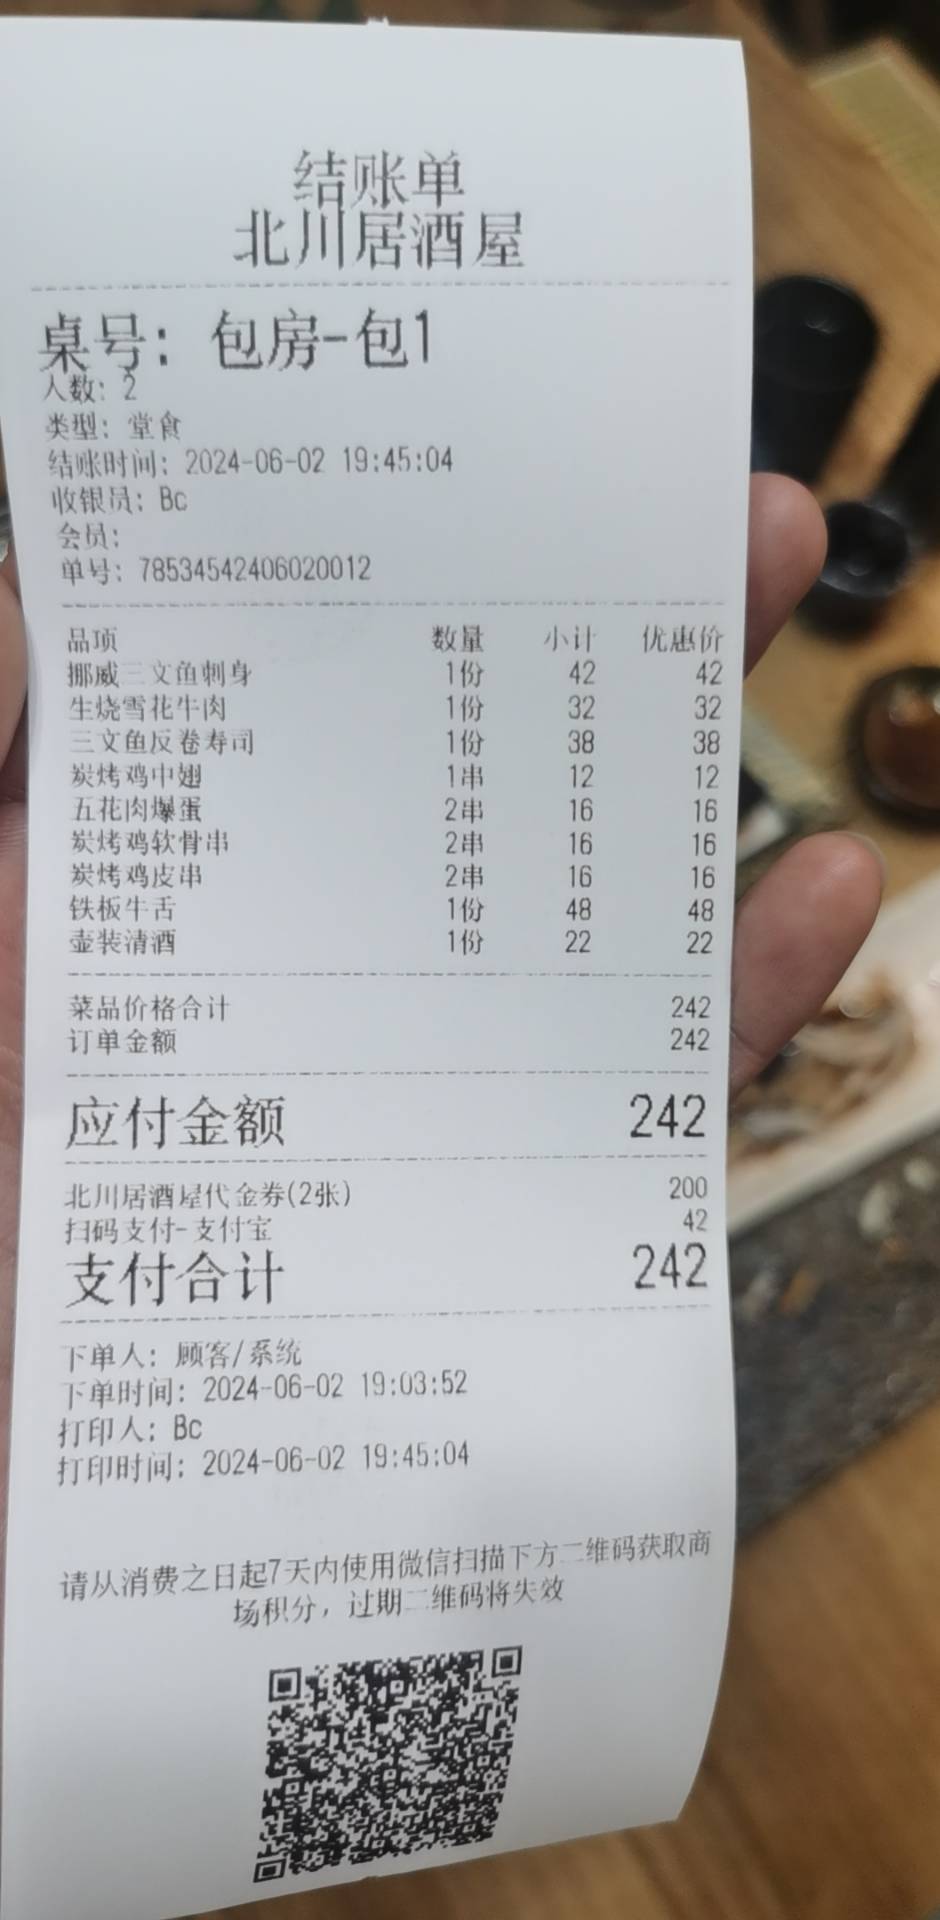 结账单
北川居酒屋
桌号: 包房-包1
人数: 2
类型: 堂食
结账时间: 2024-06-02 19:45:04
收银员: Bc
会员:
单号: 78534542406020012
品项 数量 小计 优惠价
挪威三文鱼刺身 1份 42 42
生烧雪花牛肉 1份 32 32
三文鱼反卷寿司 1份 38 38
炭烤鸡中翅 1串 12 12
五花肉爆蛋 2串 16 16
炭烤鸡软骨串 2串 16 16
炭烤鸡皮串 2串 16 16
铁板牛舌 1份 48 48
壶装清酒 1份 22 22
菜品价格合计 242
订单金额 242
应付金额 242
北川居酒屋代金券(2张) 200
扫码支付-支付宝 42
支付合计 242
下单人: 顾客/系统
下单时间: 2024-06-02 19:03:52
打印人: Bc
打印时间: 2024-06-02 19:45:04
请从消费之日起7天内使用微信扫描下方二维码获取商
场积分，过期二维码将失效